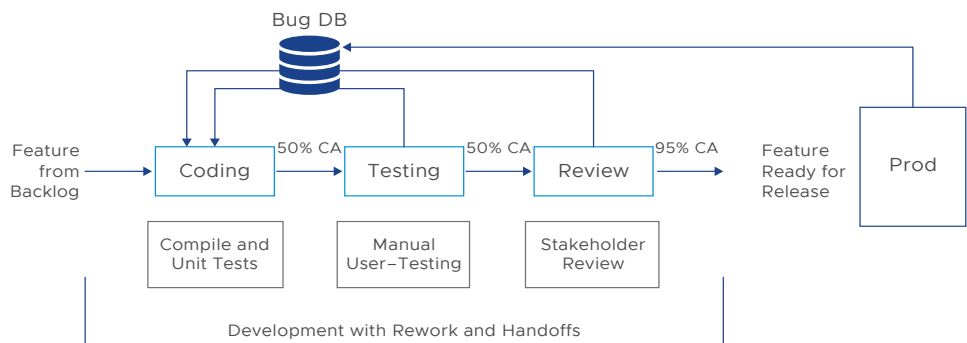 Bug DB
Feature
from
Backlog
Coding
50% CA
Testing
50% CA
Review
95% CA
Feature
Ready for
Release
Prod
Compile and
Unit Tests
Manual
User–Testing
Stakeholder
Review
Development with Rework and Handoffs